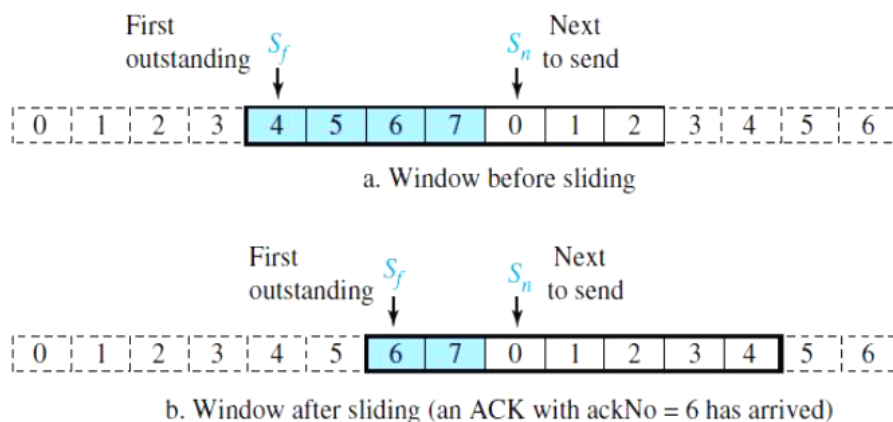 First Next
outstanding Sf Sn to send
0 1 2 3 4 5 6 7 0 1 2 3 4 5 6
a. Window before sliding
First Next
outstanding Sf Sn to send
0 1 2 3 4 5 6 7 0 1 2 3 4 5 6
b. Window after sliding (an ACK with ackNo = 6 has arrived)